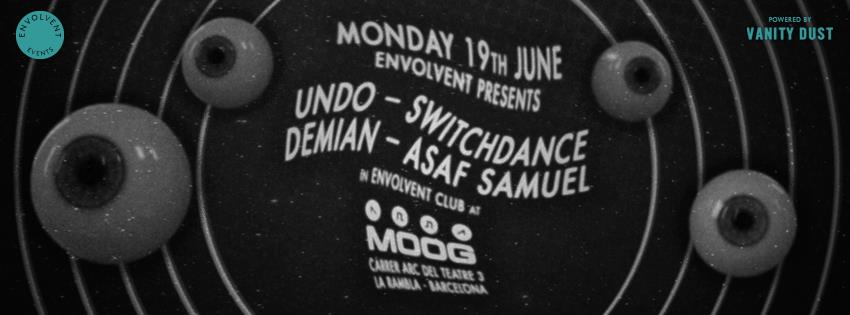 ENVOLVENT
EVENTS
POWERED BY
VANITY DUST
MONDAY 19TH JUNE
ENVOLVENT PRESENTS
UNDO – SWITCHDANCE
DEMIAN – ASAF SAMUEL
IN ENVOLVENT CLUB AT
MOOG
CÀRRER ARC DEL TEATRE 3
LA RAMBLA - BARCELONA